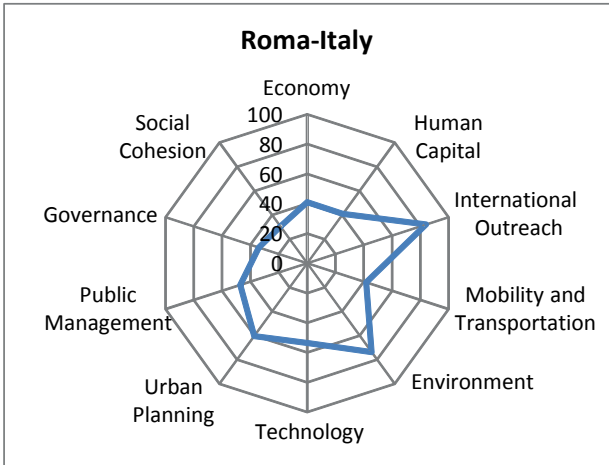 Roma-Italy
Economy
Human
Capital
International
Outreach
Mobility and
Transportation
Environment
Technology
Urban
Planning
Public
Management
Governance
Social
Cohesion
100
80
60
40
20
0